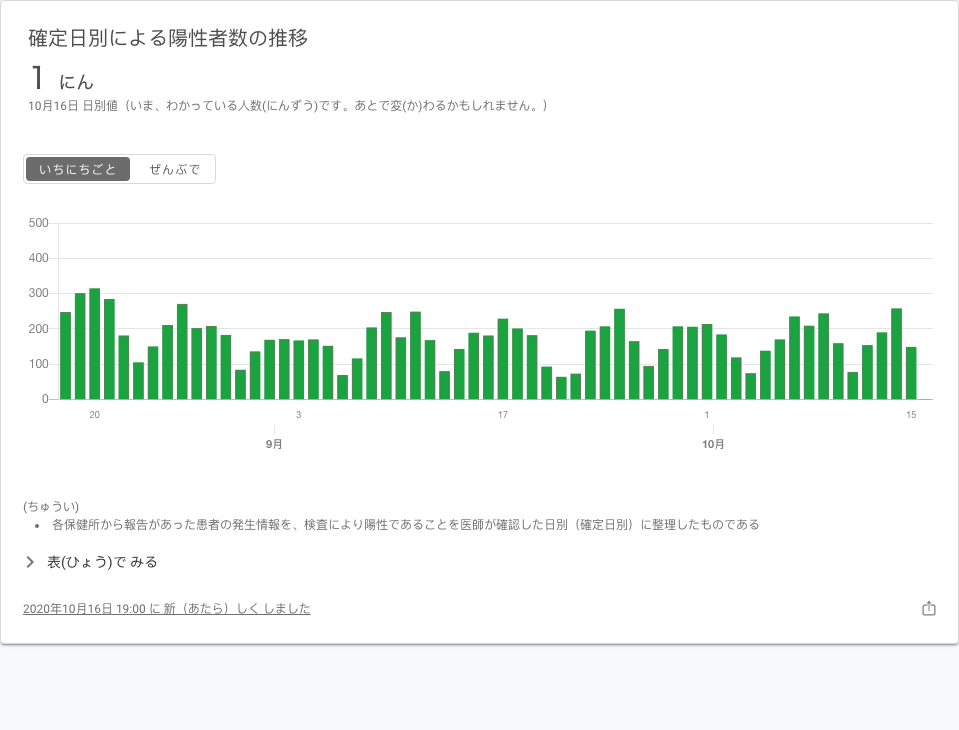 確定日別による陽性者数の推移
1 にん
10月16日 日別値（いま、わかっている人数(にんずう)です。あとで変(か)わるかもしれません。）
いちにちごと ぜんぶで
500
400
300
200
100
0
20 3 17 1 15
9月 10月
(ちゅうい)
• 各保健所から報告があった患者の発生情報を、検査により陽性であることを医師が確認した日別（確定日別）に整理したものである
表(ひょう)で みる
2020年10月16日 19:00 に 新（あたら）しく しました